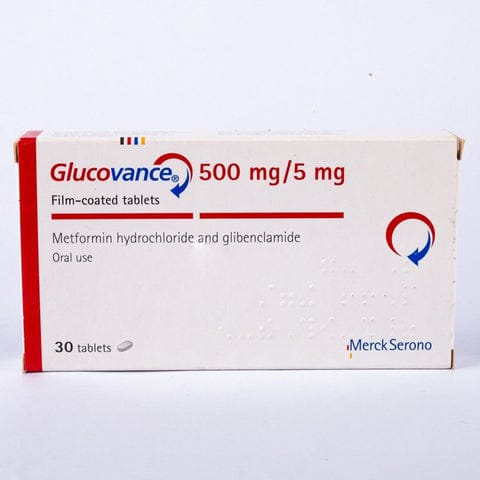 Glucovance® 500 mg/5 mg
Film-coated tablets
Metformin hydrochloride and glibenclamide
Oral use
30 tablets
MerckSerono